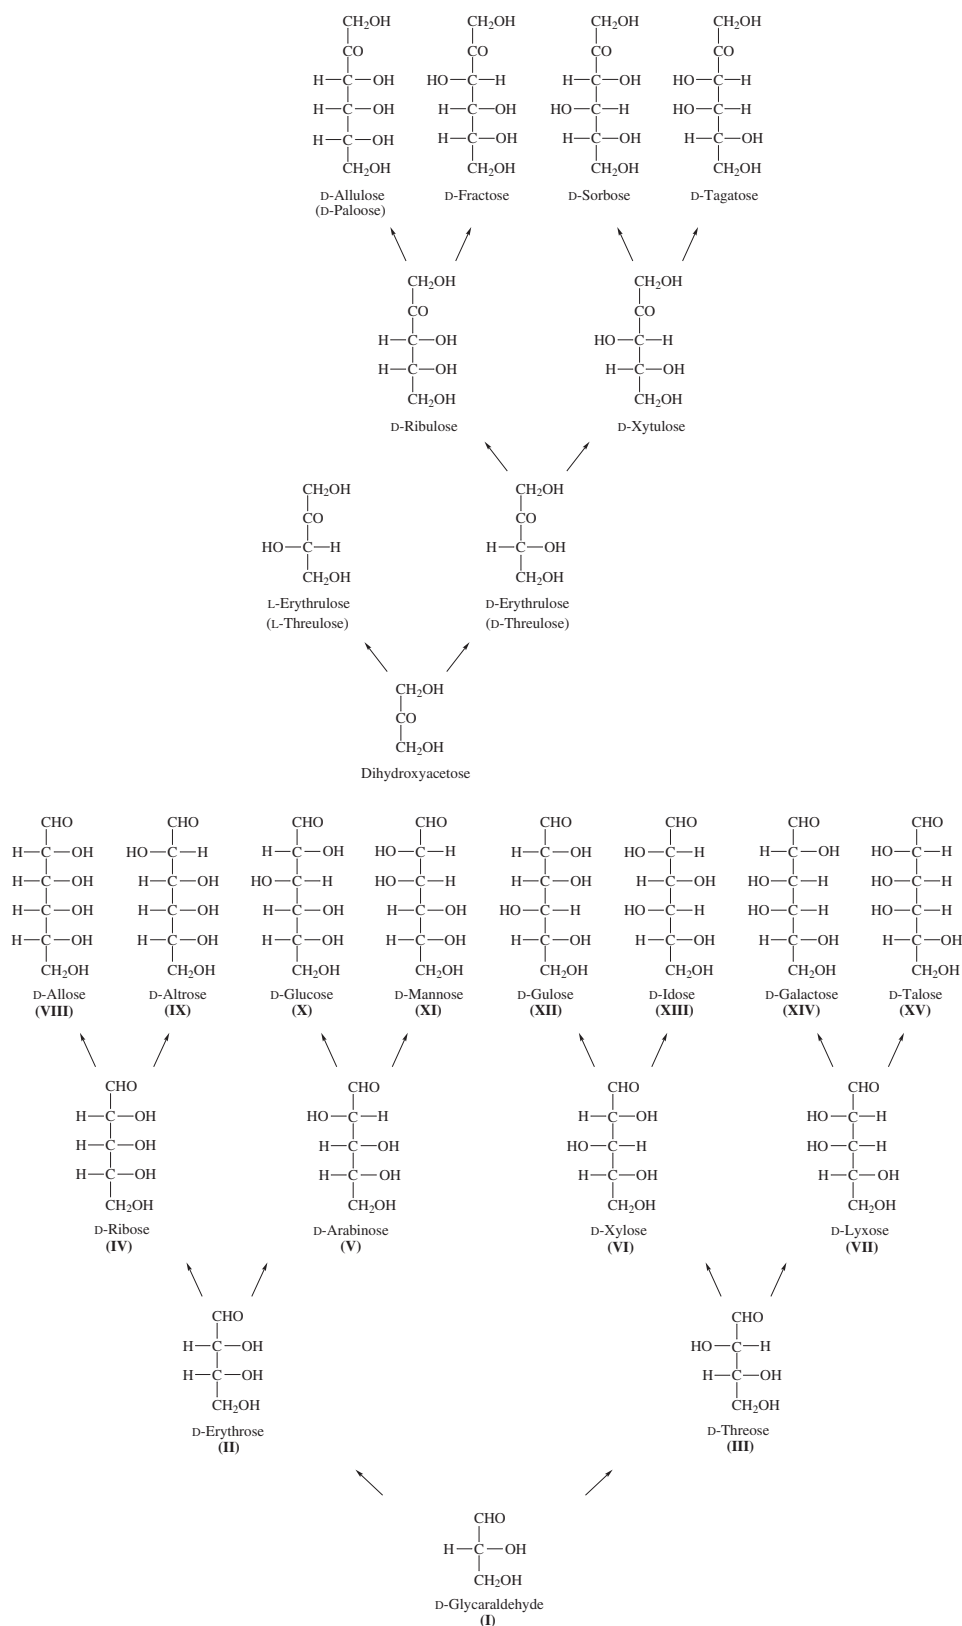 CH₂OH CH₂OH CH₂OH CH₂OH
CO CO CO CO
H—C—OH HO—C—H H—C—OH HO—C—H
H—C—OH H—C—OH HO—C—H HO—C—H
H—C—OH H—C—OH H—C—OH H—C—OH
CH₂OH CH₂OH CH₂OH CH₂OH
D-Allulose D-Fractose D-Sorbose D-Tagatose
(D-Paloose)
CH₂OH CH₂OH
CO CO
H—C—OH HO—C—H
H—C—OH H—C—OH
CH₂OH CH₂OH
D-Ribulose D-Xytulose
CH₂OH CH₂OH
CO CO
HO—C—H H—C—OH
CH₂OH CH₂OH
L-Erythrulose D-Erythrulose
(L-Threulose) (D-Threulose)
CH₂OH
CO
CH₂OH
Dihydroxyacetose
CHO CHO CHO CHO CHO CHO CHO CHO
H—C—OH HO—C—H H—C—OH HO—C—H H—C—OH HO—C—H H—C—OH HO—C—H
H—C—OH H—C—OH HO—C—H HO—C—H H—C—OH H—C—OH HO—C—H HO—C—H
H—C—OH H—C—OH H—C—OH H—C—OH HO—C—H HO—C—H HO—C—H HO—C—H
H—C—OH H—C—OH H—C—OH H—C—OH H—C—OH H—C—OH H—C—OH H—C—OH
CH₂OH CH₂OH CH₂OH CH₂OH CH₂OH CH₂OH CH₂OH CH₂OH
D-Allose D-Altrose D-Glucose D-Mannose D-Gulose D-Idose D-Galactose D-Talose
(VIII) (IX) (X) (XI) (XII) (XIII) (XIV) (XV)
CHO CHO CHO CHO
H—C—OH HO—C—H H—C—OH HO—C—H
H—C—OH H—C—OH HO—C—H HO—C—H
H—C—OH H—C—OH H—C—OH H—C—OH
CH₂OH CH₂OH CH₂OH CH₂OH
D-Ribose D-Arabinose D-Xylose D-Lyxose
(IV) (V) (VI) (VII)
CHO CHO
H—C—OH HO—C—H
H—C—OH H—C—OH
CH₂OH CH₂OH
D-Erythrose D-Threose
(II) (III)
CHO
H—C—OH
CH₂OH
D-Glycaraldehyde
(I)